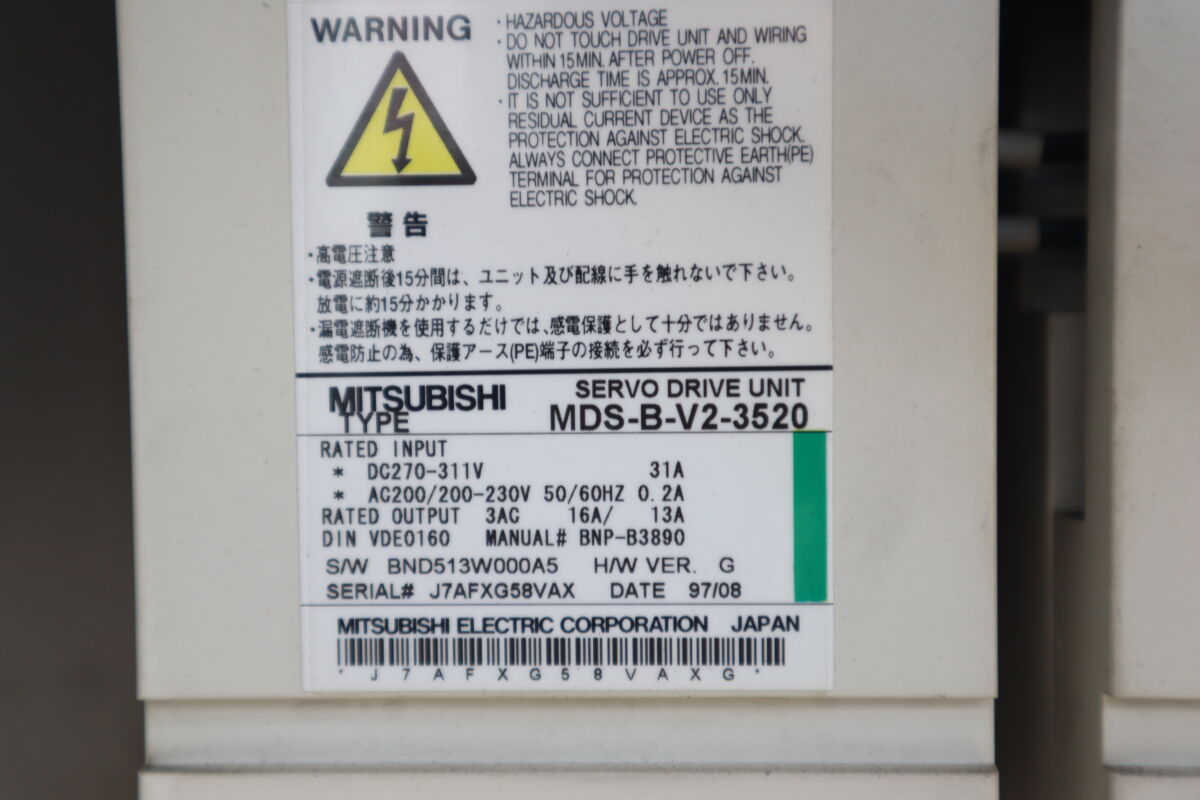 WARNING
・HAZARDOUS VOLTAGE
・DO NOT TOUCH DRIVE UNIT AND WIRING
WITHIN 15MIN. AFTER POWER OFF.
DISCHARGE TIME IS APPROX. 15MIN.
・IT IS NOT SUFFICIENT TO USE ONLY
RESIDUAL CURRENT DEVICE AS THE
PROTECTION AGAINST ELECTRIC SHOCK.
ALWAYS CONNECT PROTECTIVE EARTH(PE)
TERMINAL FOR PROTECTION AGAINST
ELECTRIC SHOCK.
警告
・高電圧注意
・電源遮断後15分間は、ユニット及び配線に手を触れないで下さい。
放電に約15分かかります。
・漏電遮断機を使用するだけでは、感電保護として十分ではありません。
感電防止の為、保護アース(PE)端子の接続を必ず行って下さい。
MITSUBISHI SERVO DRIVE UNIT
TYPE MDS-B-V2-3520
RATED INPUT
* DC270-311V 31A
* AC200/200-230V 50/60HZ 0.2A
RATED OUTPUT 3AC 16A/ 13A
DIN VDE0160 MANUAL# BNP-B3890
S/W BND513W000A5 H/W VER. G
SERIAL# J7AFXG58VAX DATE 97/08
MITSUBISHI ELECTRIC CORPORATION JAPAN
* J 7 A F X G 5 8 V A X G *